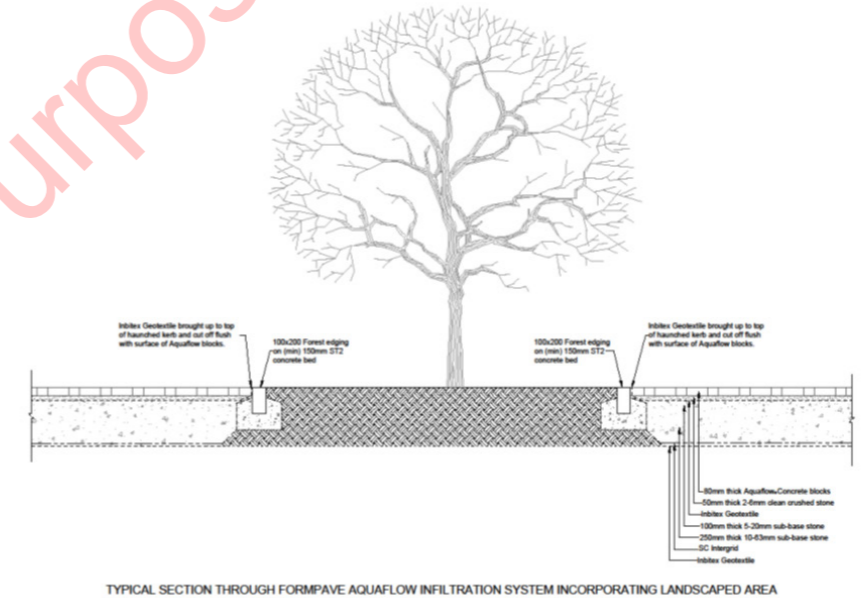 urpos
Inbitex Geotextile brought up to top
of haunched kerb and cut off flush
with surface of Aquaflow blocks.
100x200 Forest edging
on (min) 150mm ST2
concrete bed
100x200 Forest edging
on (min) 150mm ST2
concrete bed
Inbitex Geotextile brought up to top
of haunched kerb and cut off flush
with surface of Aquaflow blocks.
80mm thick Aquaflow Concrete blocks
50mm thick 2-6mm clean crushed stone
Inbitex Geotextile
100mm thick 5-20mm sub-base stone
250mm thick 10-63mm sub-base stone
SC Intergrid
Inbitex Geotextile
TYPICAL SECTION THROUGH FORMPAVE AQUAFLOW INFILTRATION SYSTEM INCORPORATING LANDSCAPED AREA